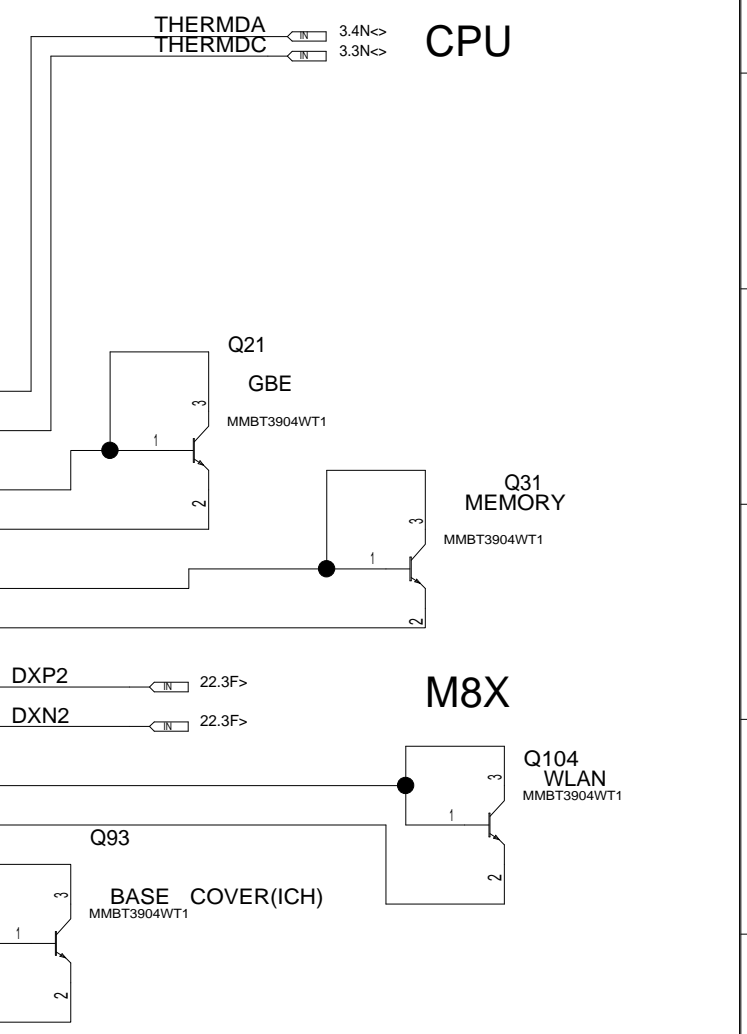 THERMDA IN 3.4N<> CPU
THERMDC IN 3.3N<>
Q21
GBE
3
MMBT3904WT1
1
2
Q31
MEMORY
3
MMBT3904WT1
1
2
DXP2 IN 22.3F> M8X
DXN2 IN 22.3F>
Q104
WLAN
3
MMBT3904WT1
1
2
Q93
3
BASE COVER(ICH)
MMBT3904WT1
1
2